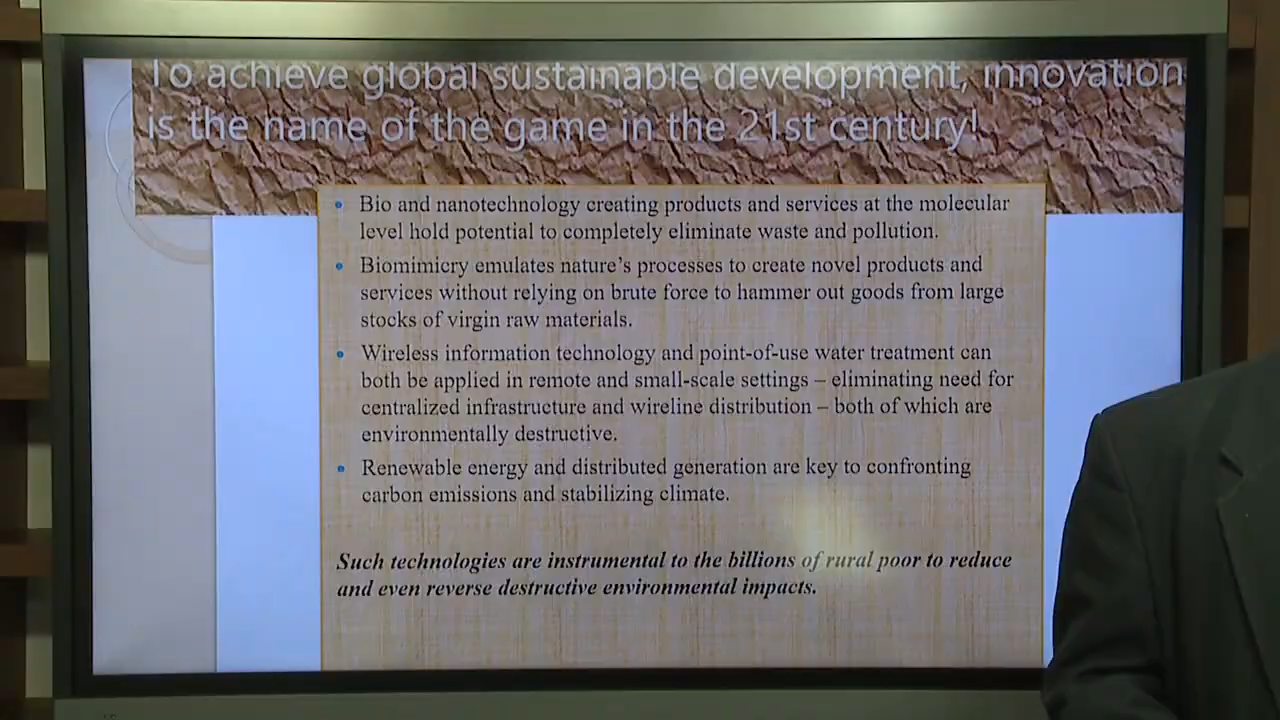 To achieve global sustainable development, innovation
is the name of the game in the 21st century!
• Bio and nanotechnology creating products and services at the molecular
level hold potential to completely eliminate waste and pollution.
• Biomimicry emulates nature's processes to create novel products and
services without relying on brute force to hammer out goods from large
stocks of virgin raw materials.
• Wireless information technology and point-of-use water treatment can
both be applied in remote and small-scale settings – eliminating need for
centralized infrastructure and wireline distribution – both of which are
environmentally destructive.
• Renewable energy and distributed generation are key to confronting
carbon emissions and stabilizing climate.
Such technologies are instrumental to the billions of rural poor to reduce
and even reverse destructive environmental impacts.